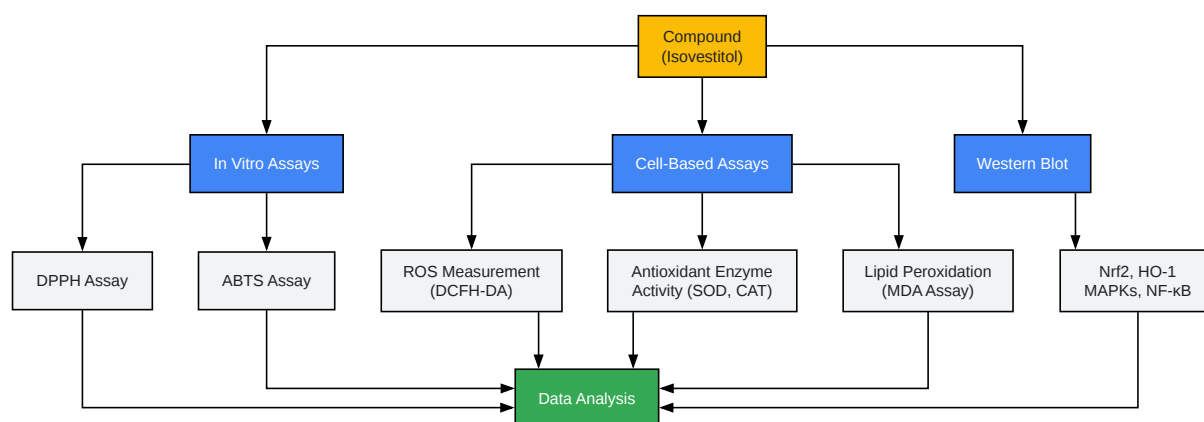 Compound
(Isovestitol)
In Vitro Assays
Cell-Based Assays
Western Blot
DPPH Assay
ABTS Assay
ROS Measurement
(DCFH-DA)
Antioxidant Enzyme
Activity (SOD, CAT)
Lipid Peroxidation
(MDA Assay)
Nrf2, HO-1
MAPKs, NF-κB
Data Analysis